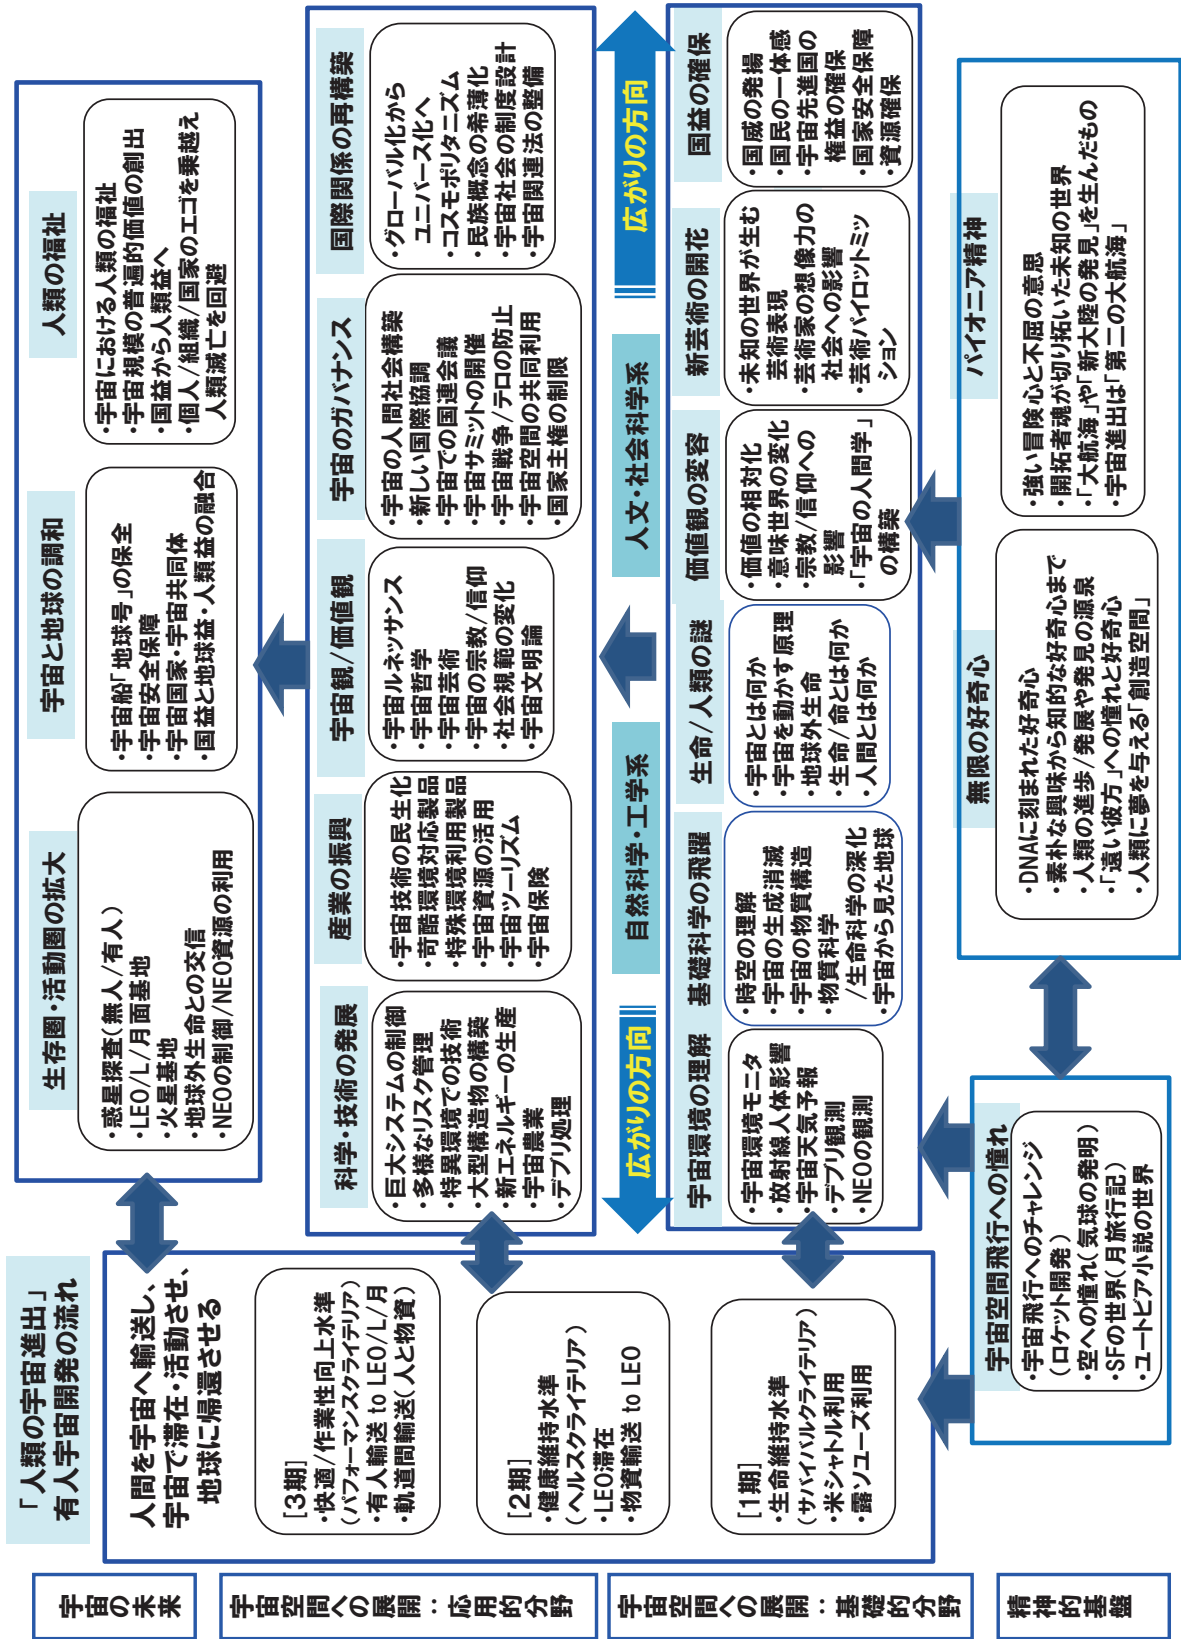 「人類の宇宙進出」
有人宇宙開発の流れ
宇宙の未来
人間を宇宙へ輸送し、
宇宙で滞在・活動させ、
地球に帰還させる
生存圏・活動圏の拡大
・惑星探査(無人/有人)
・LEO/L/月面基地
・火星基地
・地球外生命との交信
・NEOの制御/NEO資源の利用
宇宙と地球の調和
・宇宙船「地球号」の保全
・宇宙安全保障
・宇宙国家・宇宙共同体
・国益と地球益・人類益の融合
人類の福祉
・宇宙における人類の福祉
・宇宙規模の普遍的価値の創出
・国益から人類益へ
・個人/組織/国家のエゴを乗越え
人類滅亡を回避
宇宙空間への展開：応用的分野
[3期]
・快適/作業性向上水準
(パフォーマンスクライテリア)
・有人輸送 to LEO/L/月
・軌道間輸送(人と物資)
[2期]
・健康維持水準
(ヘルスクライテリア)
・LEO滞在
・物資輸送 to LEO
科学・技術の発展
・巨大システムの制御
・多様なリスク管理
・特異環境での技術
・大型構造物の構築
・新エネルギーの生産
・宇宙農業
・デブリ処理
産業の振興
・宇宙技術の民生化
・苛酷環境対応製品
・特殊環境利用製品
・宇宙資源の活用
・宇宙ツーリズム
・宇宙保険
宇宙観/価値観
・宇宙ルネッサンス
・宇宙哲学
・宇宙芸術
・宇宙の宗教/信仰
・社会規範の変化
・宇宙文明論
宇宙のガバナンス
・宇宙の人間社会構築
・新しい国際協調
・宇宙での国連会議
・宇宙サミットの開催
・宇宙戦争/テロの防止
・宇宙空間の共同利用
・国家主権の制限
国際関係の再構築
・グローバル化から
ユニバース化へ
・コスモポリタニズム
・民族概念の希薄化
・宇宙社会の制度設計
・宇宙関連法の整備
広がりの方向
自然科学・工学系
人文・社会科学系
広がりの方向
宇宙空間への展開：基礎的分野
[1期]
・生命維持水準
(サバイバルクライテリア)
・米シャトル利用
・露ソユーズ利用
宇宙環境の理解
・宇宙環境モニタ
・放射線人体影響
・宇宙天気予報
・デブリ観測
・NEOの観測
基礎科学の飛躍
・時空の理解
・宇宙の生成消滅
・宇宙の物質構造
・物質科学
/生命科学の深化
・宇宙から見た地球
生命/人類の謎
・宇宙とは何か
・宇宙を動かす原理
・地球外生命
・生命/命とは何か
・人間とは何か
価値観の変容
・価値の相対化
・意味世界の変化
・宗教/信仰への
影響
・「宇宙の人間学」
の構築
新芸術の開花
・未知の世界が生む
芸術表現
・芸術家の想像力の
社会への影響
・芸術パイロットミッ
ション
国益の確保
・国威の発揚
・国民の一体感
・宇宙先進国の
権益の確保
・国家安全保障
・資源確保
精神的基盤
宇宙空間飛行への憧れ
・宇宙飛行へのチャレンジ
(ロケット開発)
・空への憧れ(気球の発明)
・SFの世界(月旅行記)
・ユートピア小説の世界
無限の好奇心
・DNAに刻まれた好奇心
・素朴な興味から知的な好奇心まで
・人類の進歩/発展や発見の源泉
・「遠い彼方」への憧れと好奇心
・人類に夢を与える「創造空間」
パイオニア精神
・強い冒険心と不屈の意思
・開拓者魂が切り拓いた未知の世界
・「大航海」や「新大陸の発見」を生んだもの
・宇宙進出は「第二の大航海」